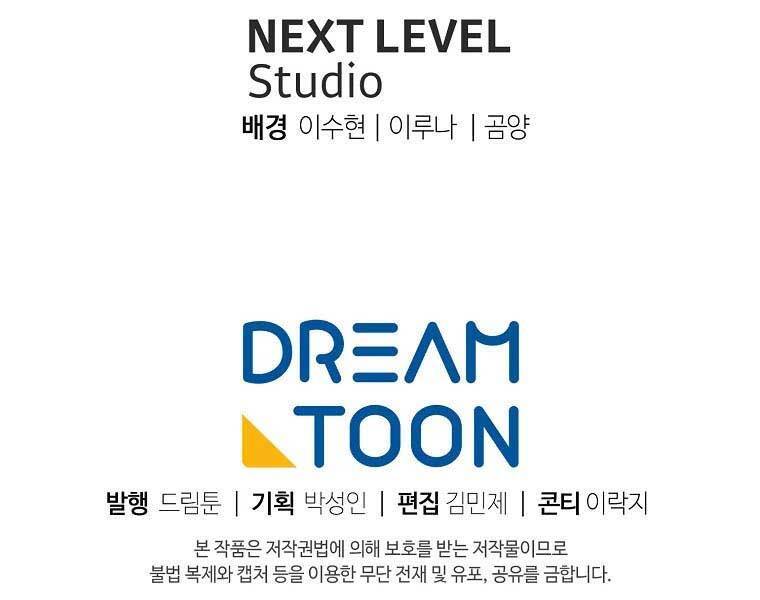 NEXT LEVEL
Studio
배경 이수현 | 이루나 | 곰양
DREAM
TOON
발행 드림툰 | 기획 박성인 | 편집 김민제 | 콘티 이락지
본 작품은 저작권법에 의해 보호를 받는 저작물이므로
불법 복제와 캡처 등을 이용한 무단 전재 및 유포, 공유를 금합니다.